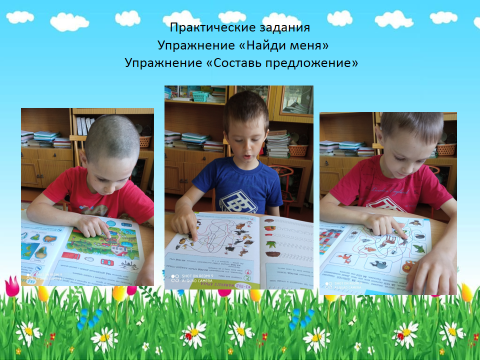 Практические задания
Упражнение «Найди меня»
Упражнение «Составь предложение»